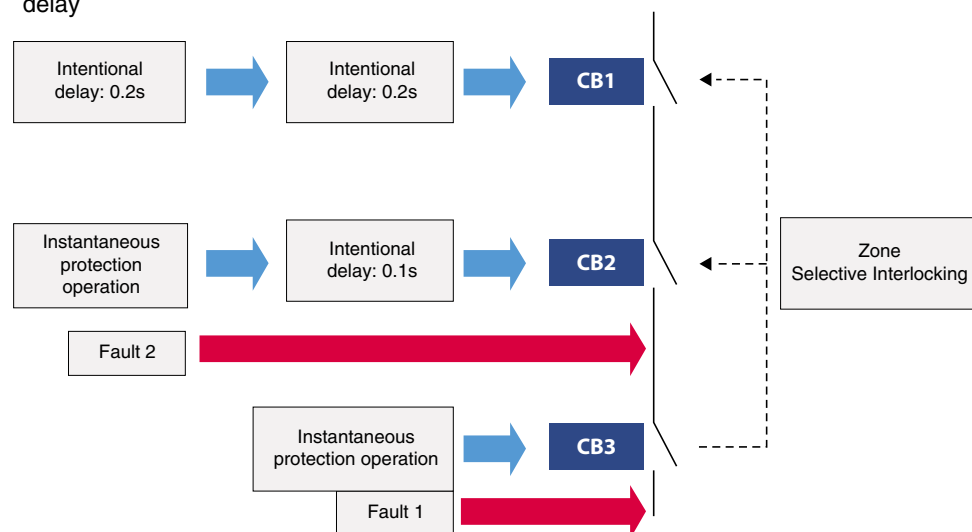 delay
Intentional
delay: 0.2s
Intentional
delay: 0.2s
CB1
Instantaneous
protection
operation
Intentional
delay: 0.1s
CB2
Zone
Selective Interlocking
Fault 2
Instantaneous
protection operation
CB3
Fault 1